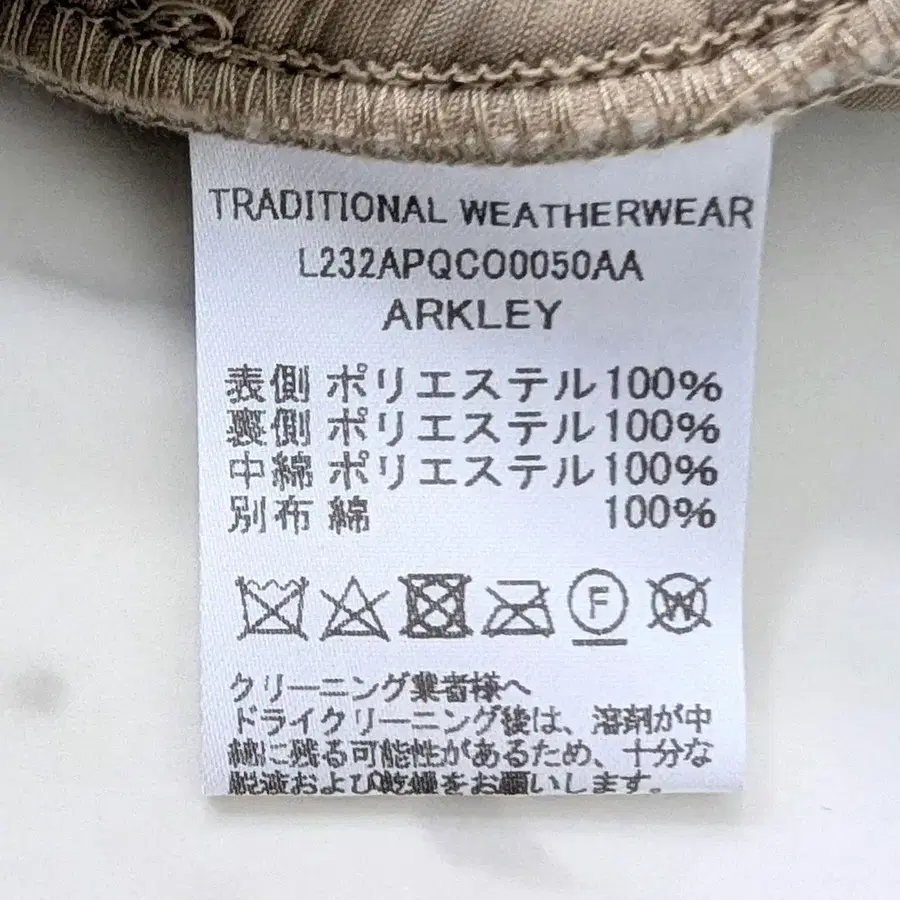 TRADITIONAL WEATHERWEAR
L232APQCO0050AA
ARKLEY
表側 ポリエステル100%
裏側 ポリエステル100%
中綿 ポリエステル100%
別布 綿 100%
F
W
クリーニング業者様へ
ドライクリーニング後は、溶剤が中
綿に残る可能性があるため、十分な
脱液および乾燥をお願いします。